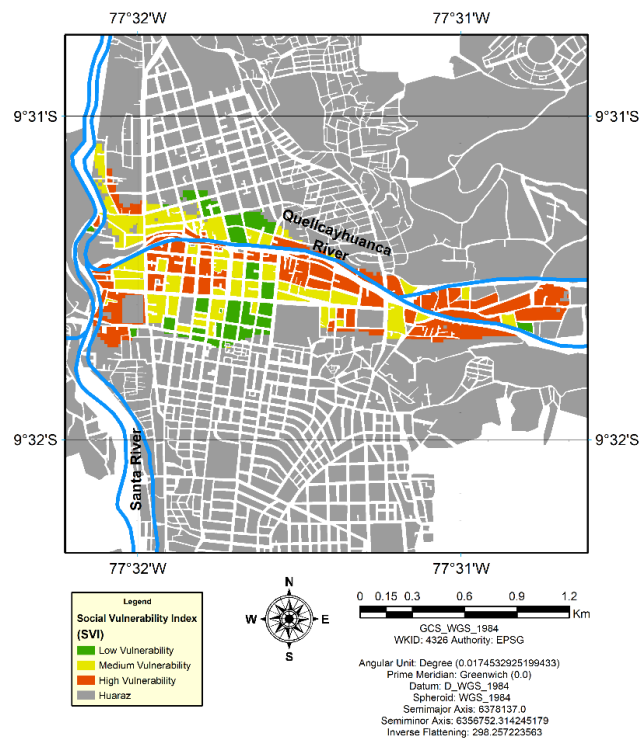 77°32'W 77°31'W
9°31'S 9°31'S
Quelicayhuanca
River
9°32'S 9°32'S
Santa River
77°32'W 77°31'W
Legend
Social Vulnerability Index
(SVI)
Low Vulnerability
Medium Vulnerability
High Vulnerability
Huaraz
N
W E
S
0 0.15 0.3 0.6 0.9 1.2
Km
GCS_WGS_1984
WKID: 4326 Authority: EPSG
Angular Unit: Degree (0.0174532925199433)
Prime Meridian: Greenwich (0.0)
Datum: D_WGS_1984
Spheroid: WGS_1984
Semimajor Axis: 6378137.0
Semiminor Axis: 6356752.314245179
Inverse Flattening: 298.257223563